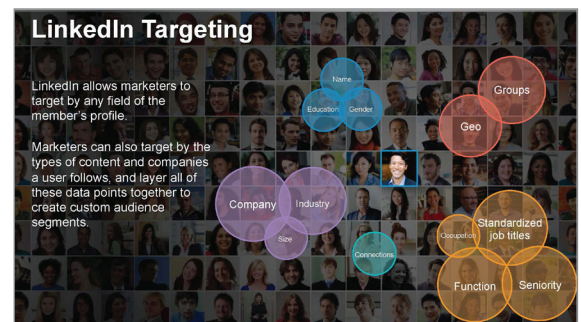 LinkedIn Targeting
LinkedIn allows marketers to
target by any field of the
member's profile.
Marketers can also target by the
types of content and companies
a user follows, and layer all of
these data points together to
create custom audience
segments.
Name
Education
Gender
Groups
Geo
Company
Industry
Size
Connections
Occupation
Standardized
job titles
Function
Seniority